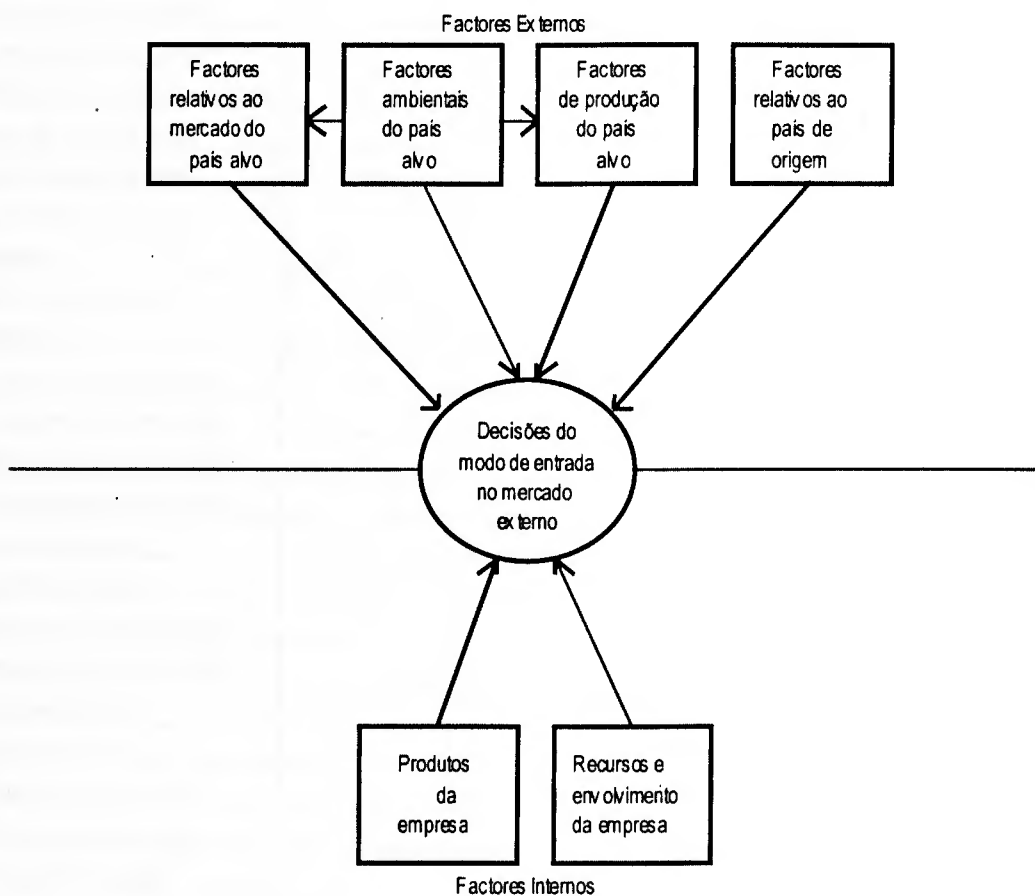 Factores Externos
Factores
relativos ao
mercado do
país alvo
Factores
ambientais
do país
alvo
Factores
de produção
do país
alvo
Factores
relativos ao
país de
origem
Decisões do
modo de entrada
no mercado
externo
Produtos
da
empresa
Recursos e
envolvimento
da empresa
Factores Internos